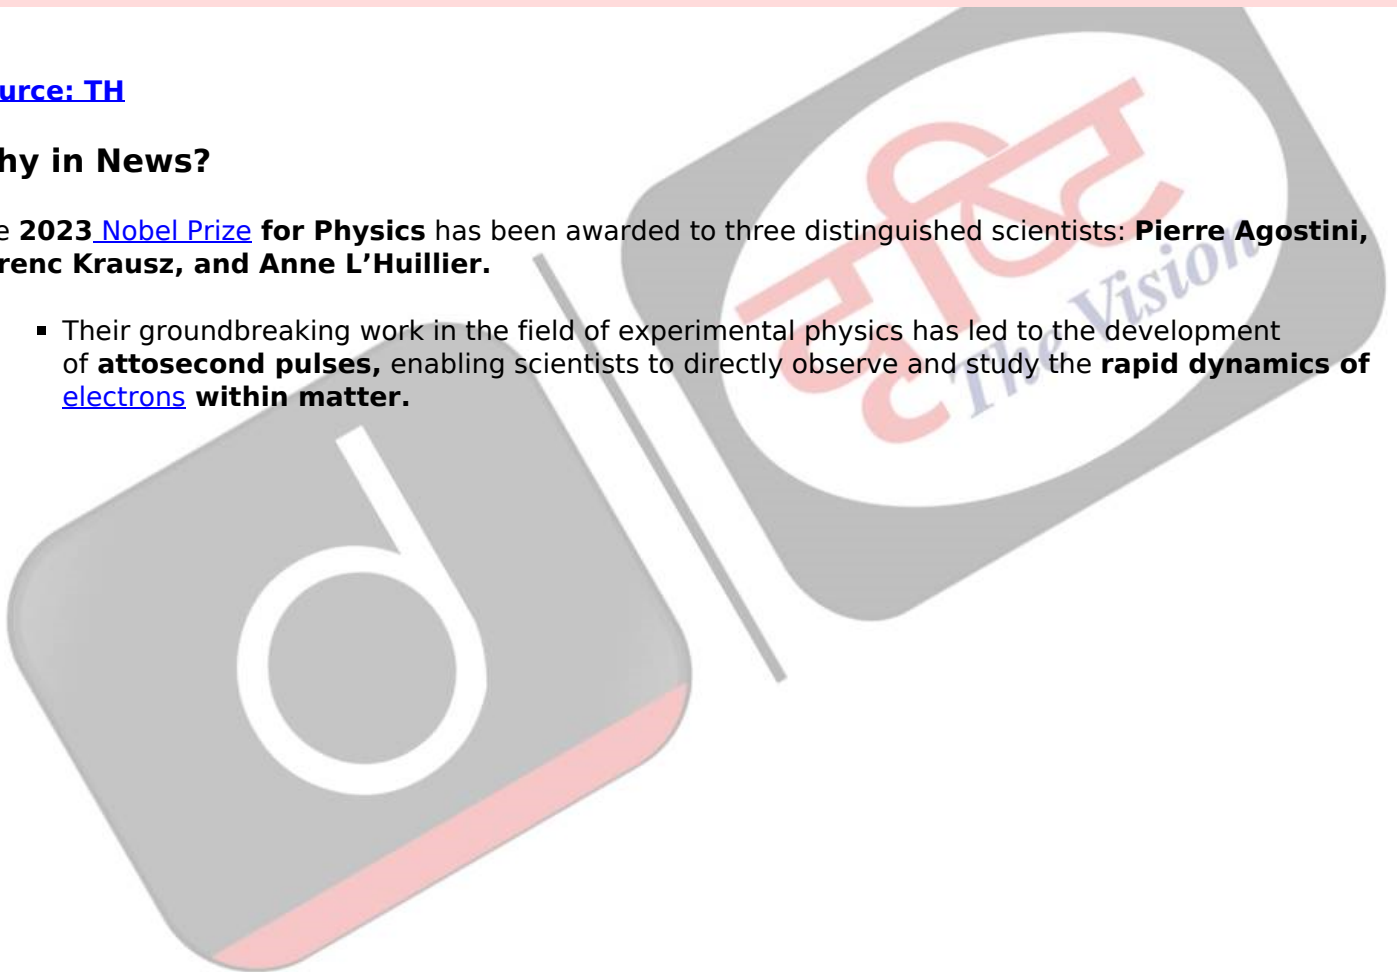 urce: TH
hy in News?
e 2023 Nobel Prize for Physics has been awarded to three distinguished scientists: Pierre Agostini,
renc Krausz, and Anne L’Huillier.
▪ Their groundbreaking work in the field of experimental physics has led to the development
of attosecond pulses, enabling scientists to directly observe and study the rapid dynamics of
electrons within matter.
दृष्टि
The Vision
d